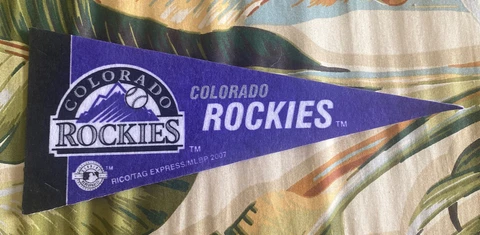 COLORADO
ROCKIES
TM
COLORADO
ROCKIES TM
TM
RICO/TAG EXPRESS/MLBP 2007